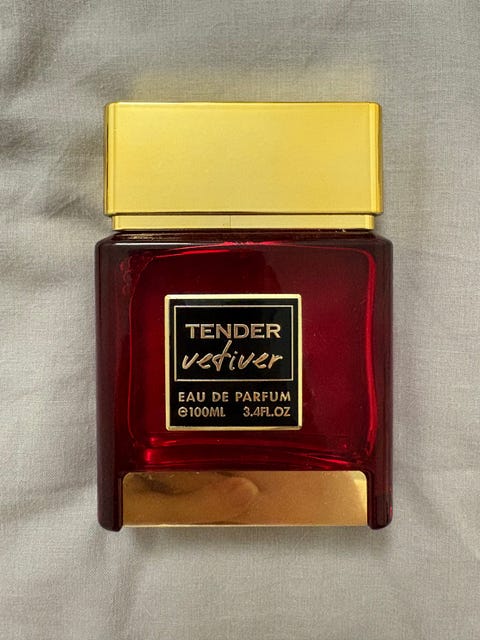 TENDER
vetiver
EAU DE PARFUM
℮100ML 3.4FL.OZ